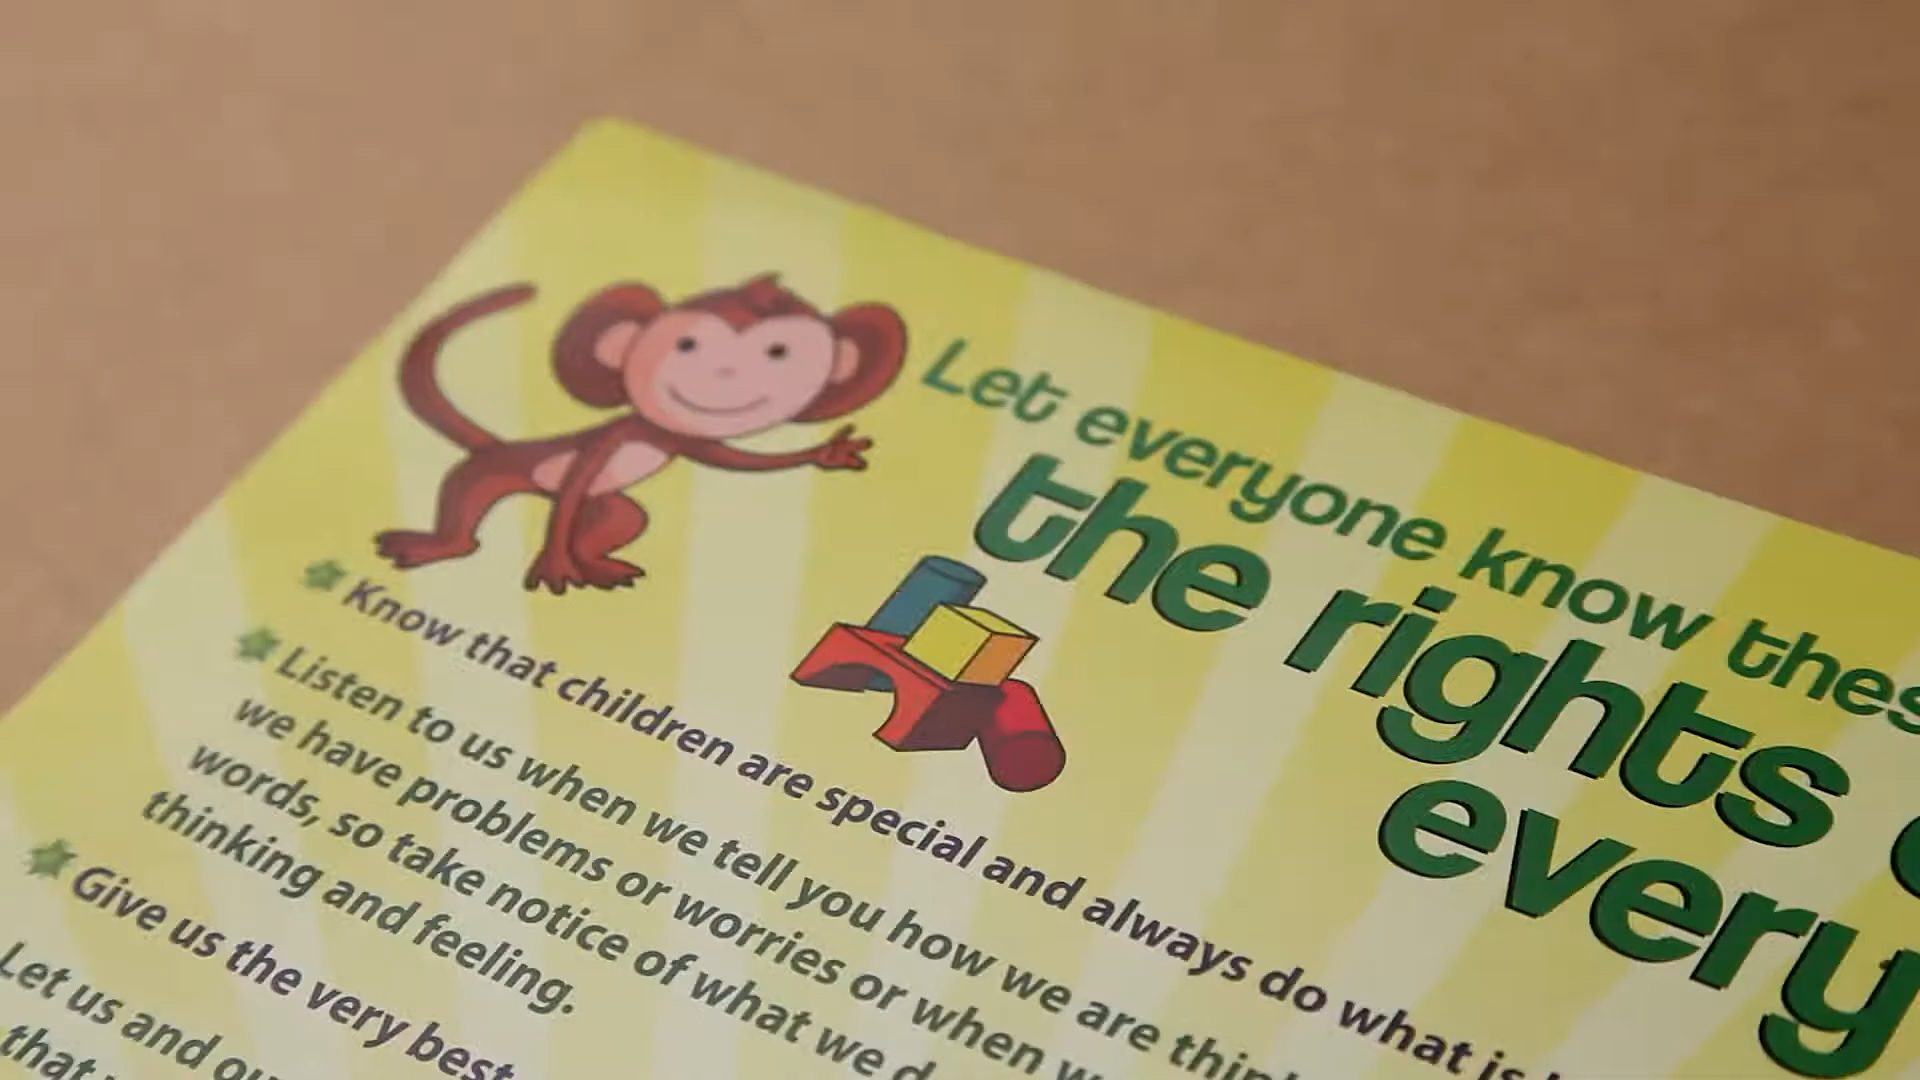 Let everyone know
the rights
every
Know that children are special and always do what is
Listen to us when we tell you how we are
we have problems or worries or when
words, so take notice of what we
thinking and feeling.
Give us the very best
Let us and
that